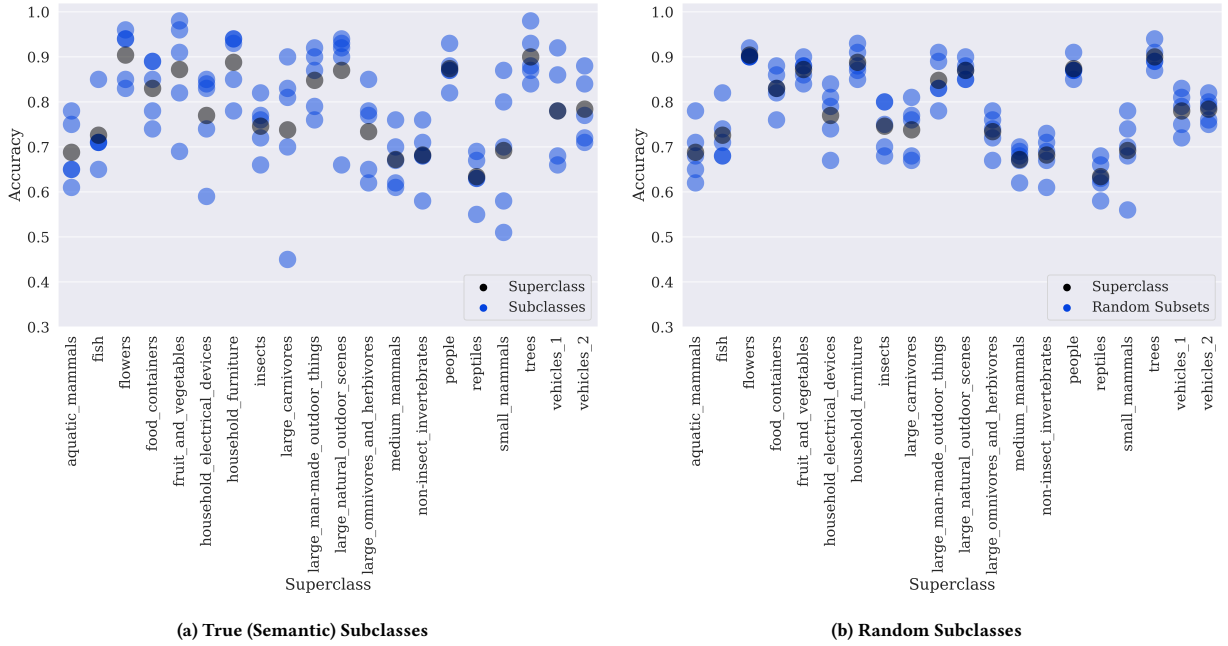 1.0
0.9
0.8
0.7
0.6
0.5
0.4
0.3
Accuracy
Superclass
Subclasses
aquatic_mammals
fish
flowers
food_containers
fruit_and_vegetables
household_electrical_devices
household_furniture
insects
large_carnivores
large_man-made_outdoor_things
large_natural_outdoor_scenes
large_omnivores_and_herbivores
medium_mammals
non-insect_invertebrates
people
reptiles
small_mammals
trees
vehicles_1
vehicles_2
Superclass
(a) True (Semantic) Subclasses
1.0
0.9
0.8
0.7
0.6
0.5
0.4
0.3
Accuracy
Superclass
Random Subsets
aquatic_mammals
fish
flowers
food_containers
fruit_and_vegetables
household_electrical_devices
household_furniture
insects
large_carnivores
large_man-made_outdoor_things
large_natural_outdoor_scenes
large_omnivores_and_herbivores
medium_mammals
non-insect_invertebrates
people
reptiles
small_mammals
trees
vehicles_1
vehicles_2
Superclass
(b) Random Subclasses